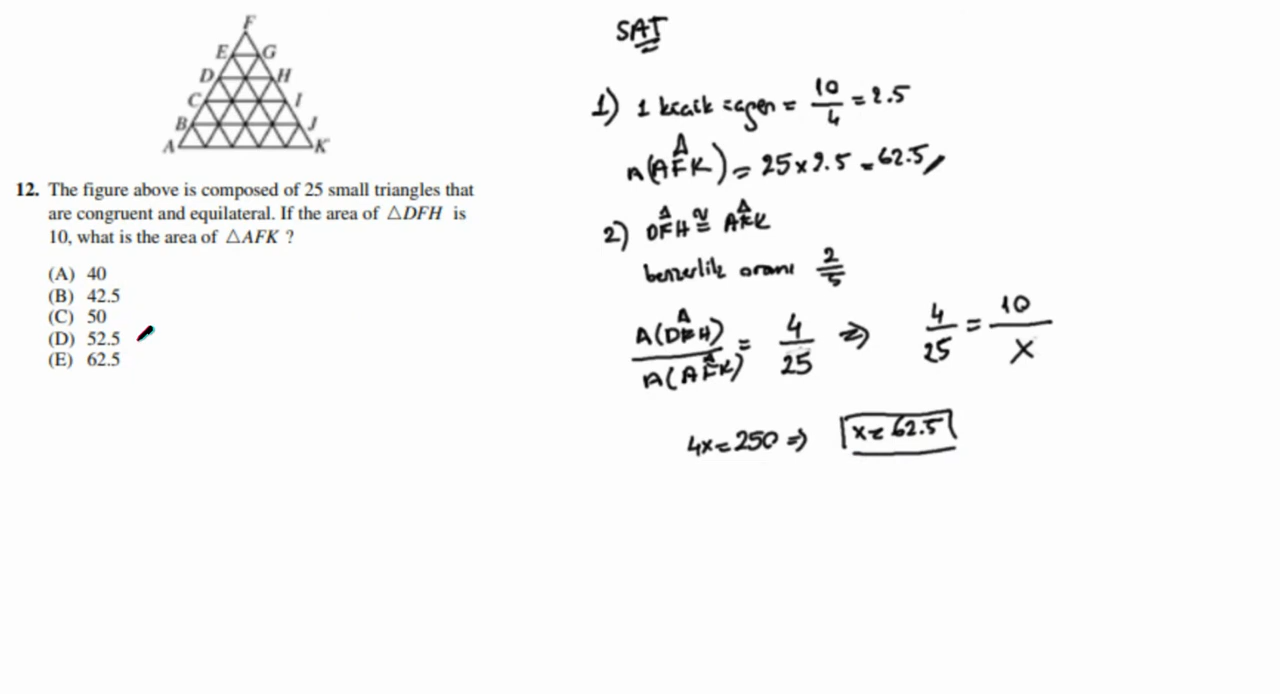 F
E G
D H
C I
B J
A K
12. The figure above is composed of 25 small triangles that
are congruent and equilateral. If the area of △DFH is
10, what is the area of △AFK ?
(A) 40
(B) 42.5
(C) 50
(D) 52.5
(E) 62.5
SAT
1) 1 = 10/4 = 2.5
A(AFK) = 25 x 2.5 = 62.5
2) DFH ≅ AFK
benzerlik oranı 2/5
A(DFH)/A(AFK) = 4/25 => 4/25 = 10/X
4x = 250 => x = 62.5